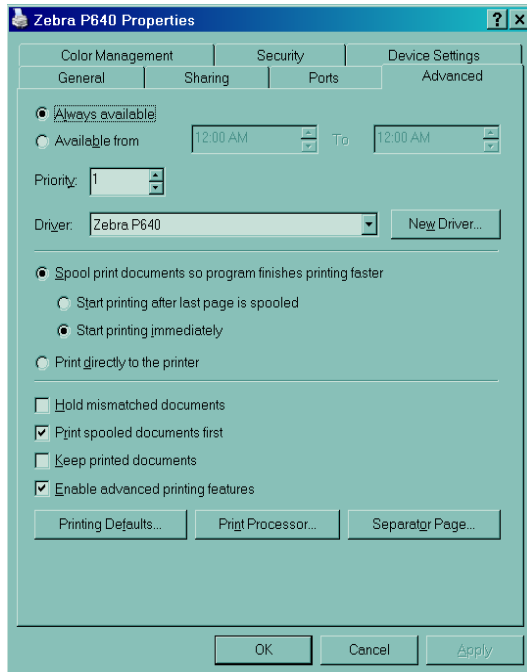 Zebra P640 Properties
Color Management Security Device Settings
General Sharing Ports Advanced
Always available
Available from 12:00 AM To 12:00 AM
Priority: 1
Driver: Zebra P640 New Driver...
Spool print documents so program finishes printing faster
Start printing after last page is spooled
Start printing immediately
Print directly to the printer
Hold mismatched documents
Print spooled documents first
Keep printed documents
Enable advanced printing features
Printing Defaults... Print Processor... Separator Page...
OK Cancel Apply